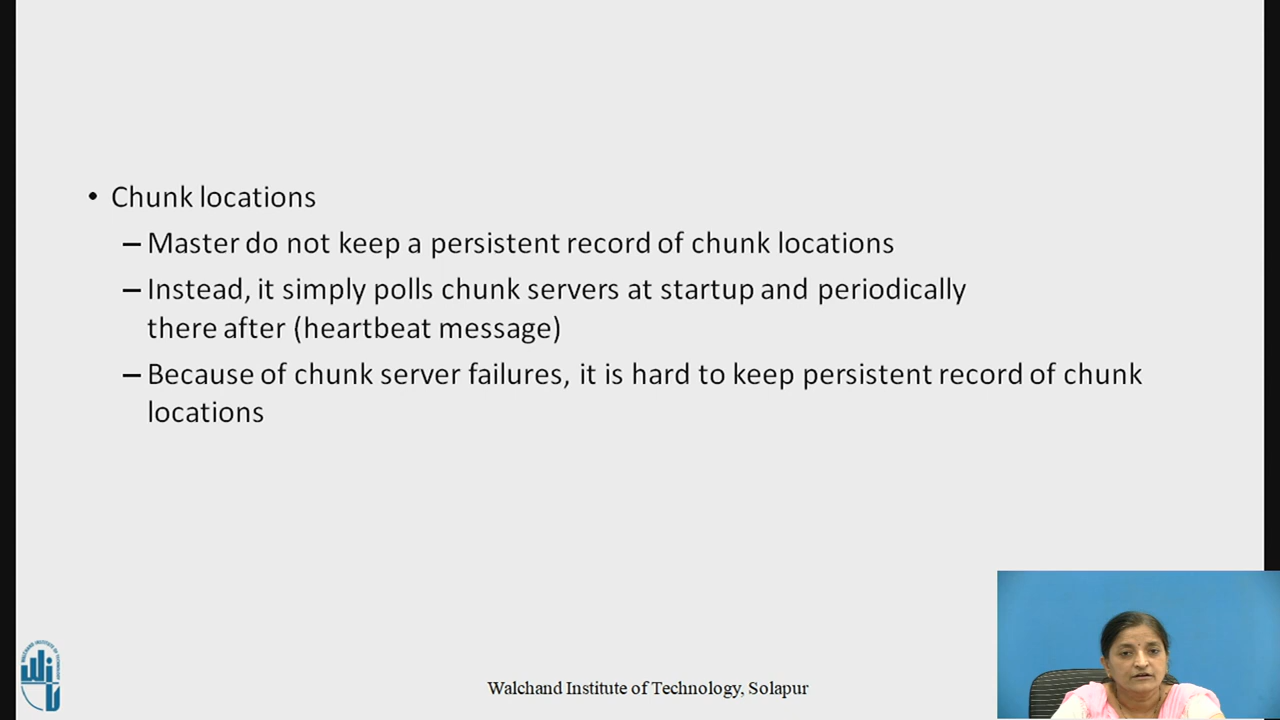 • Chunk locations
– Master do not keep a persistent record of chunk locations
– Instead, it simply polls chunk servers at startup and periodically
there after (heartbeat message)
– Because of chunk server failures, it is hard to keep persistent record of chunk
locations
Walchand Institute of Technology, Solapur